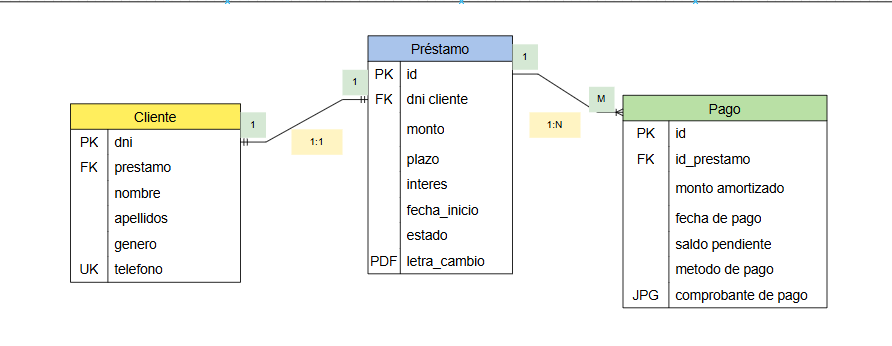 Cliente
PK dni
FK prestamo
nombre
apellidos
genero
UK telefono
1
1:1
1
Préstamo
PK id
FK dni cliente
monto
plazo
interes
fecha_inicio
estado
PDF letra_cambio
1
1:N
M
Pago
PK id
FK id_prestamo
monto amortizado
fecha de pago
saldo pendiente
metodo de pago
JPG comprobante de pago